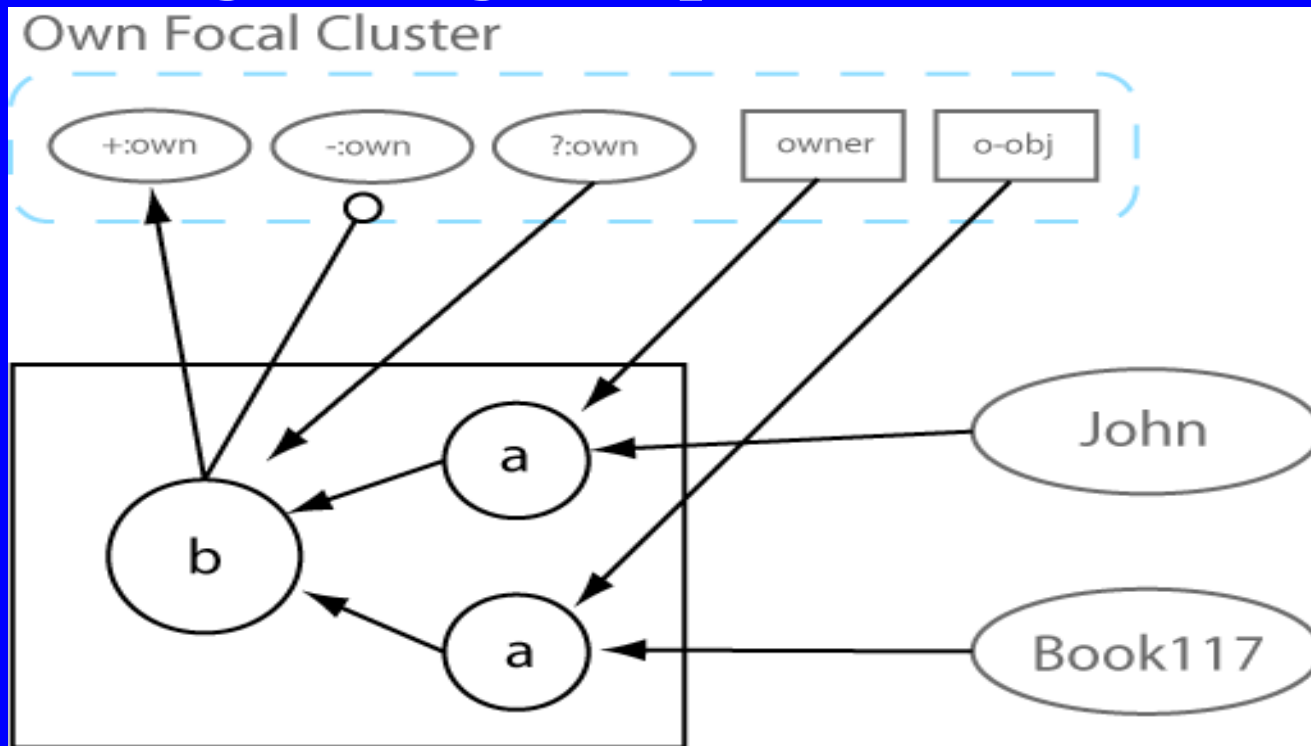 Own Focal Cluster
+:own -:own ?:own owner o-obj
a John
b
a Book117